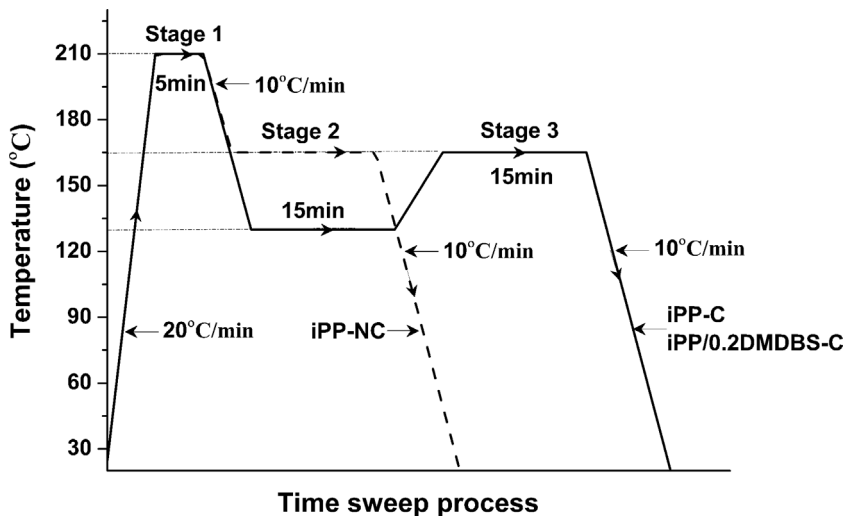 Stage 1
210
5min
10°C/min
180
Stage 2
Stage 3
150
15min
15min
120
10°C/min
10°C/min
90
20°C/min
iPP-NC
iPP-C
iPP/0.2DMDBS-C
60
30
Temperature (°C)
Time sweep process